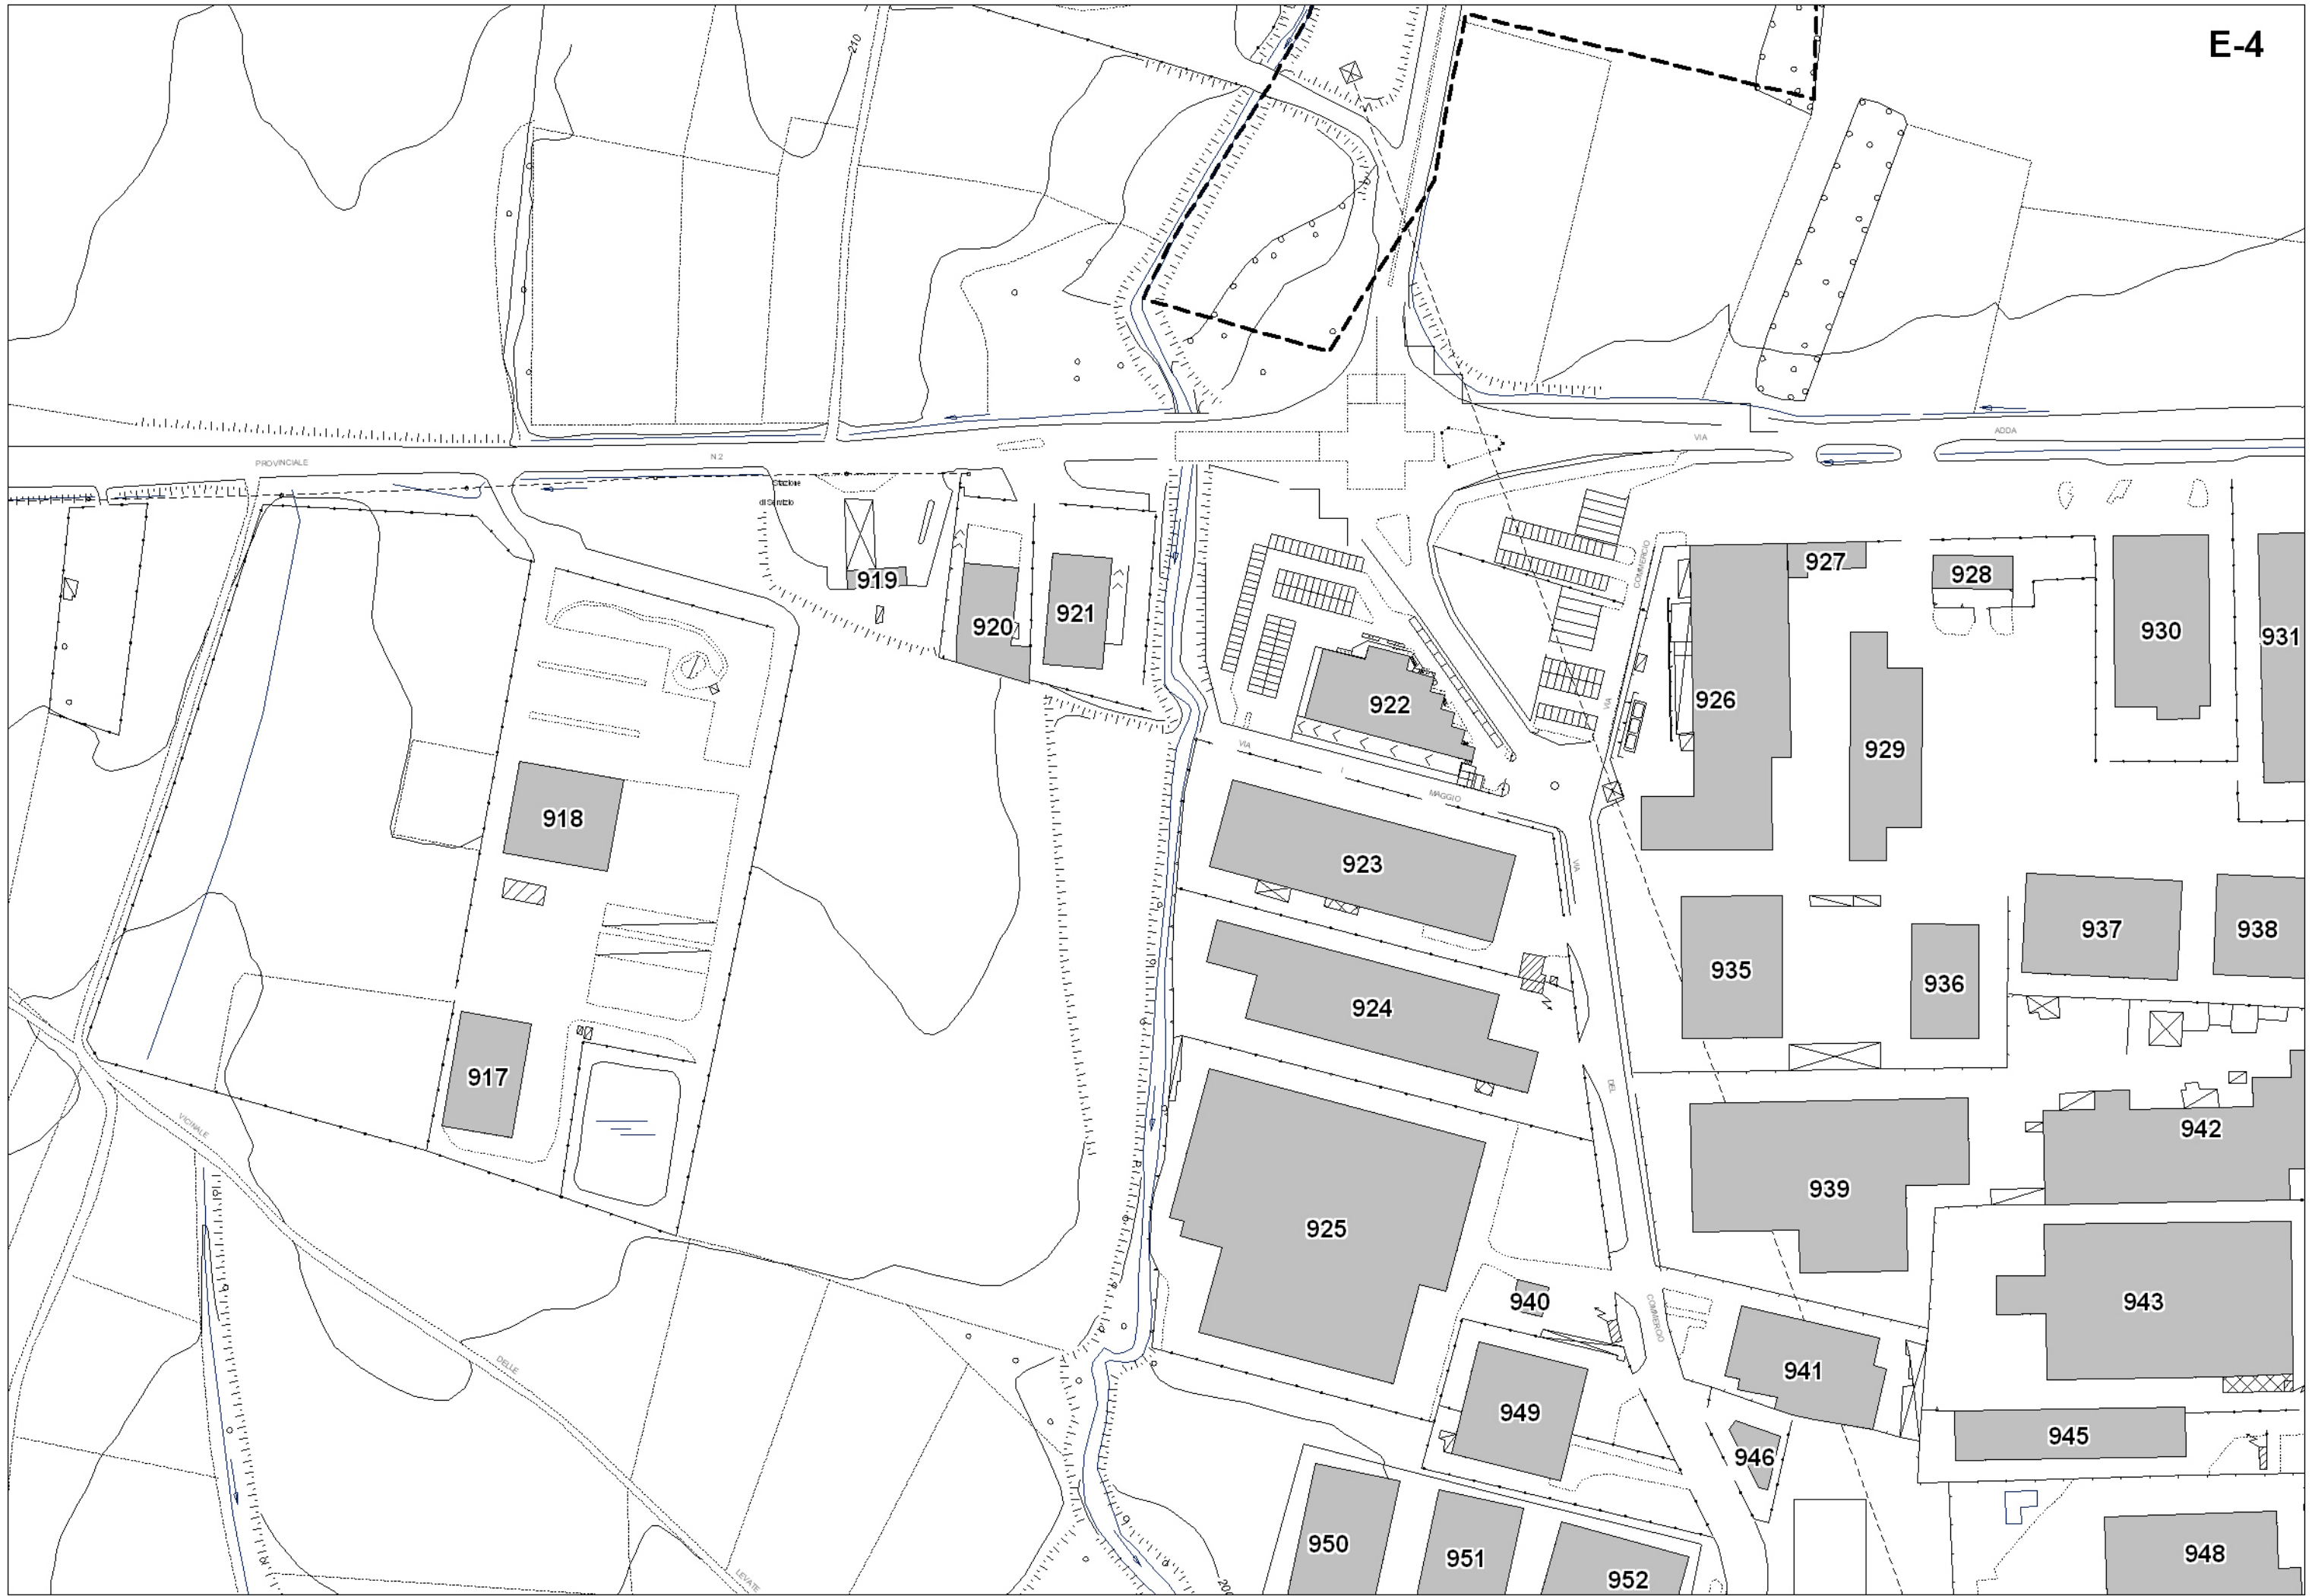 E-4
210
VIA
ADDA
PROVINCIALE
N 2
Stazione
di Servizio
919
920
921
927
928
930
931
COMMERCIO
922
926
VIA
929
VIA
I
MAGGIO
918
923
VIA
935
936
937
938
924
917
DEL
VICINALE
939
942
925
940
943
COMMERCIO
941
DELLE
949
945
946
950
951
952
948
LEVATE
200